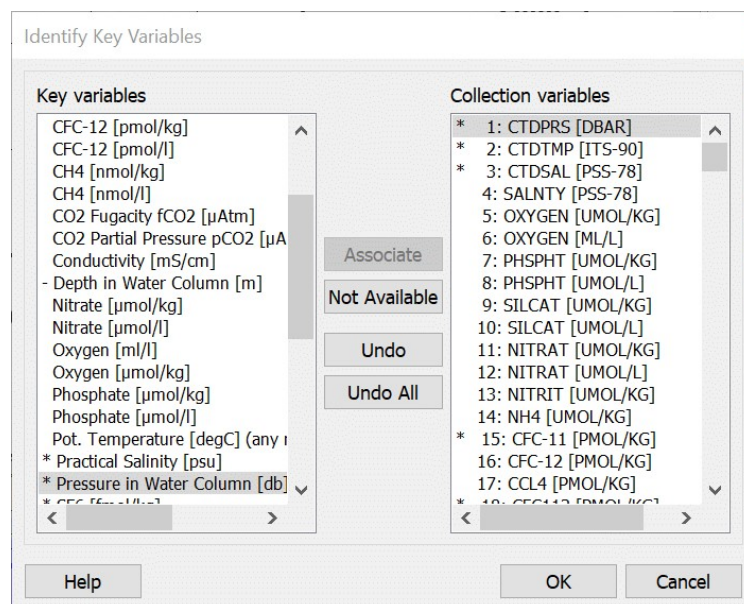 Identify Key Variables
Key variables
CFC-12 [pmol/kg]
CFC-12 [pmol/l]
CH4 [nmol/kg]
CH4 [nmol/l]
CO2 Fugacity fCO2 [µAtm]
CO2 Partial Pressure pCO2 [µA
Conductivity [mS/cm]
- Depth in Water Column [m]
Nitrate [µmol/kg]
Nitrate [µmol/l]
Oxygen [ml/l]
Oxygen [µmol/kg]
Phosphate [µmol/kg]
Phosphate [µmol/l]
Pot. Temperature [degC] (any r
* Practical Salinity [psu]
* Pressure in Water Column [db]
* CF6 [fmol/kg]
Associate
Not Available
Undo
Undo All
Collection variables
* 1: CTDPRS [DBAR]
* 2: CTDTMP [ITS-90]
* 3: CTDSAL [PSS-78]
4: SALNTY [PSS-78]
5: OXYGEN [UMOL/KG]
6: OXYGEN [ML/L]
7: PHSPHT [UMOL/KG]
8: PHSPHT [UMOL/L]
9: SILCAT [UMOL/KG]
10: SILCAT [UMOL/L]
11: NITRAT [UMOL/KG]
12: NITRAT [UMOL/L]
13: NITRIT [UMOL/KG]
14: NH4 [UMOL/KG]
* 15: CFC-11 [PMOL/KG]
16: CFC-12 [PMOL/KG]
17: CCL4 [PMOL/KG]
* 18: CFC113 [PMOL/KG]
Help
OK
Cancel